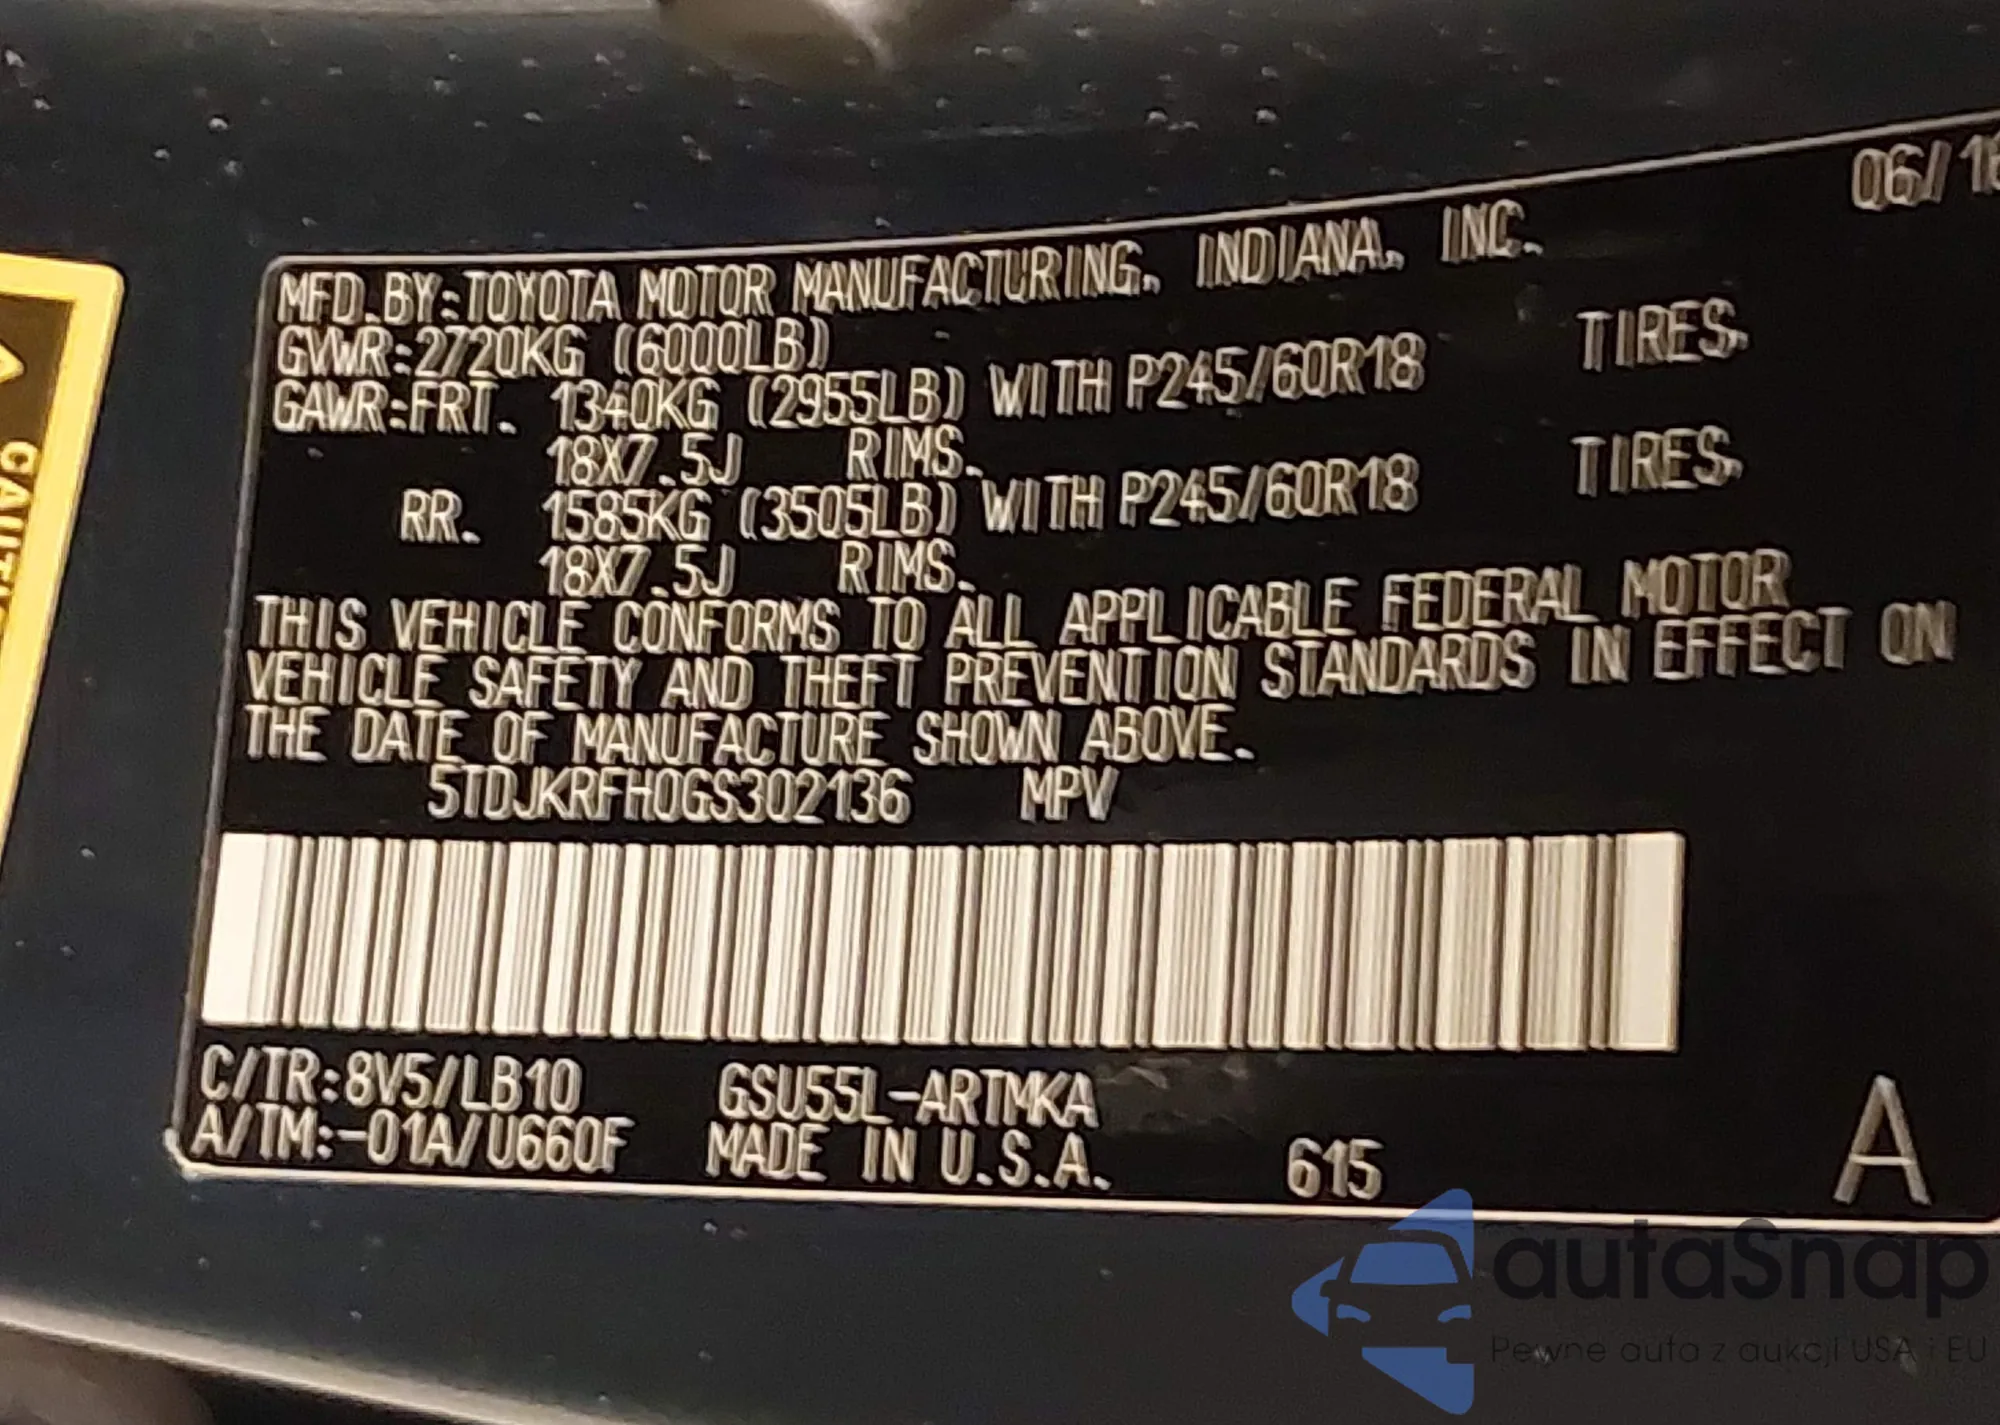 06/16
MFD.BY:TOYOTA MOTOR MANUFACTURING, INDIANA, INC.
GVWR:2720KG (6000LB)
GAWR:FRT. 1340KG (2955LB) WITH P245/60R18 TIRES,
18X7.5J RIMS.
RR. 1585KG (3505LB) WITH P245/60R18 TIRES,
18X7.5J RIMS.
THIS VEHICLE CONFORMS TO ALL APPLICABLE FEDERAL MOTOR
VEHICLE SAFETY AND THEFT PREVENTION STANDARDS IN EFFECT ON
THE DATE OF MANUFACTURE SHOWN ABOVE.
5TDJKRFH0GS302136 MPV
C/TR:8V5/LB10 GSU55L-ARTMKA
A/TM:-01A/U660F MADE IN U.S.A. 615 A
autaSnap
Pewne auta z aukcji USA i EU